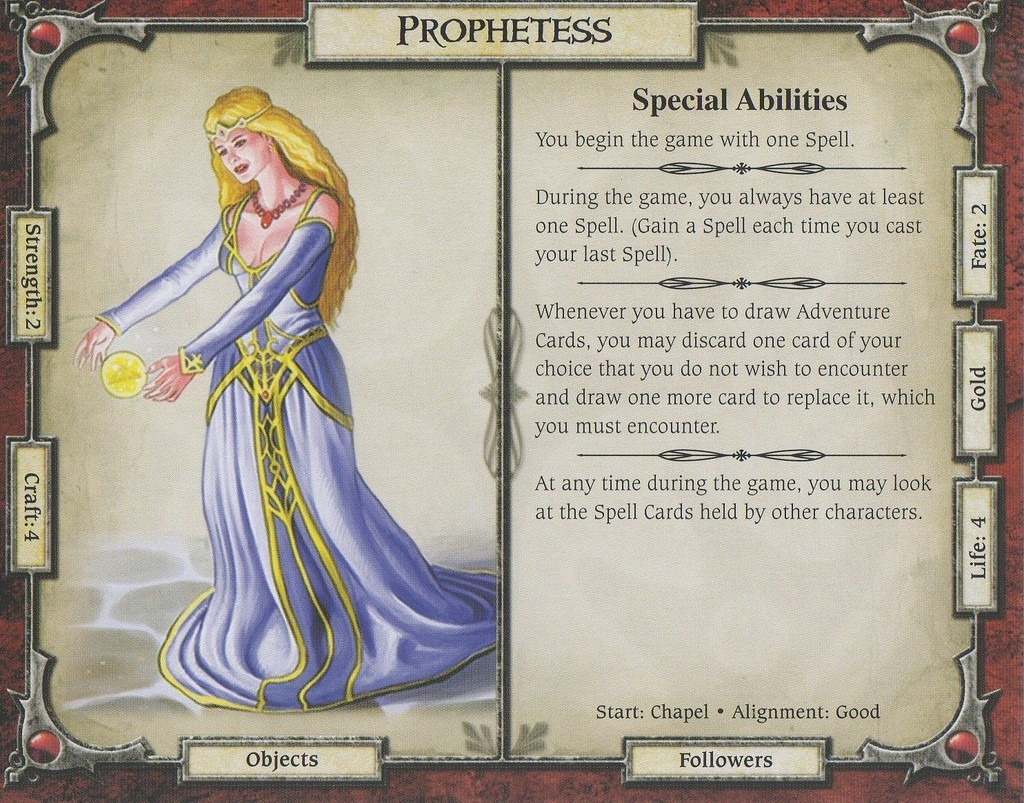 PROPHETESS
Strength: 2
Craft: 4
Objects
Special Abilities
You begin the game with one Spell.
During the game, you always have at least
one Spell. (Gain a Spell each time you cast
your last Spell).
Whenever you have to draw Adventure
Cards, you may discard one card of your
choice that you do not wish to encounter
and draw one more card to replace it, which
you must encounter.
At any time during the game, you may look
at the Spell Cards held by other characters.
Start: Chapel • Alignment: Good
Followers
Fate: 2
Gold
Life: 4